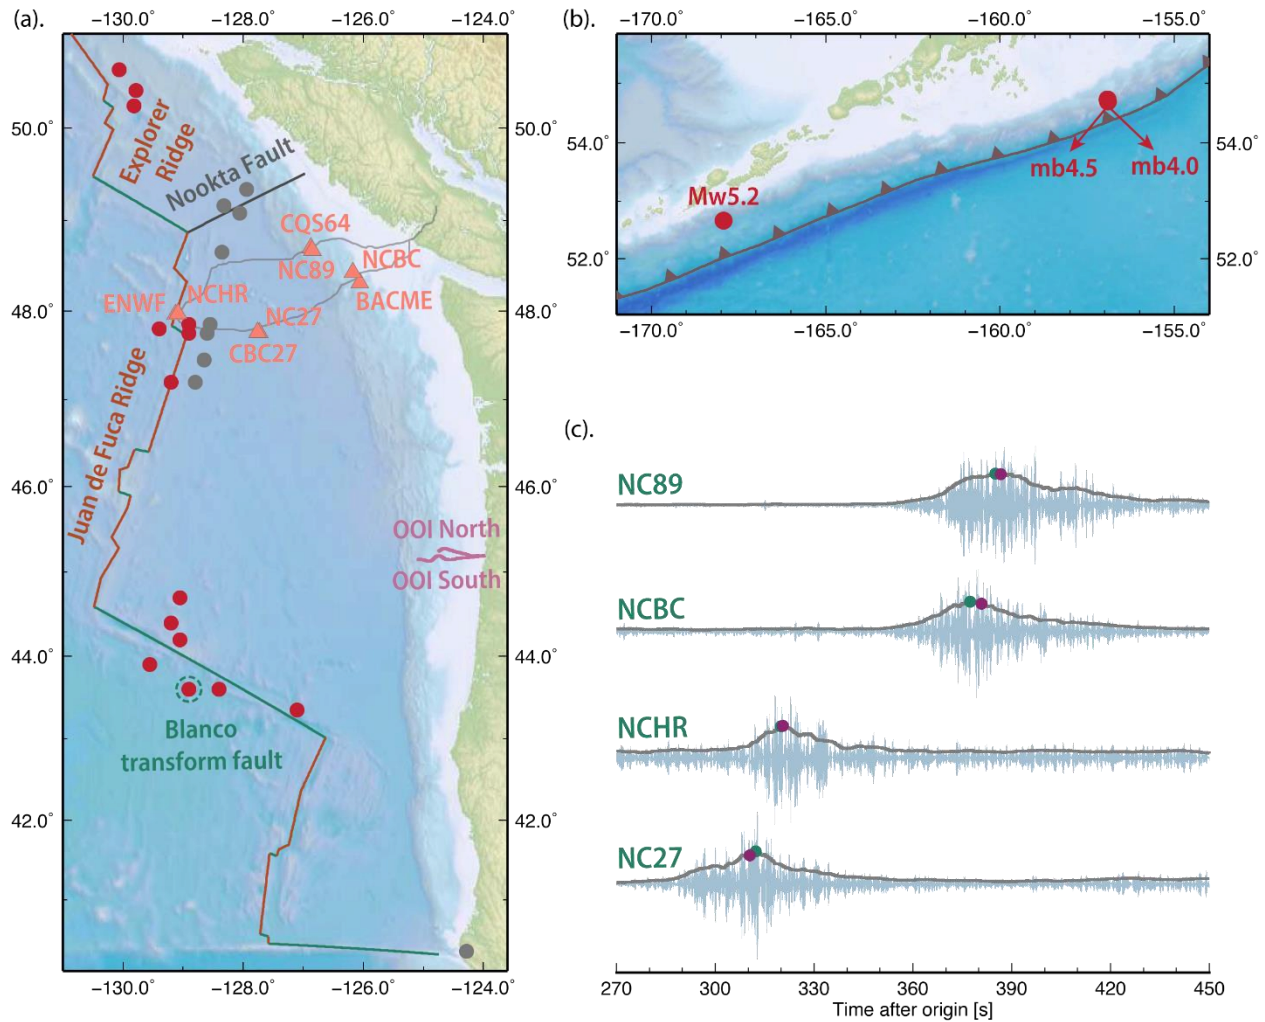 (a).
−130.0° −128.0° −126.0° −124.0°
50.0° 50.0°
48.0° 48.0°
46.0° 46.0°
44.0° 44.0°
42.0° 42.0°
−130.0° −128.0° −126.0° −124.0°
Explorer
Ridge
Nookta Fault
CQS64
NC89
NCBC
BACME
ENWF
NCHR
NC27
CBC27
Juan de Fuca Ridge
OOI North
OOI South
Blanco
transform fault
(b).
−170.0° −165.0° −160.0° −155.0°
54.0° 54.0°
52.0° 52.0°
−170.0° −165.0° −160.0° −155.0°
Mw5.2
mb4.5
mb4.0
(c).
NC89
NCBC
NCHR
NC27
270 300 330 360 390 420 450
Time after origin [s]